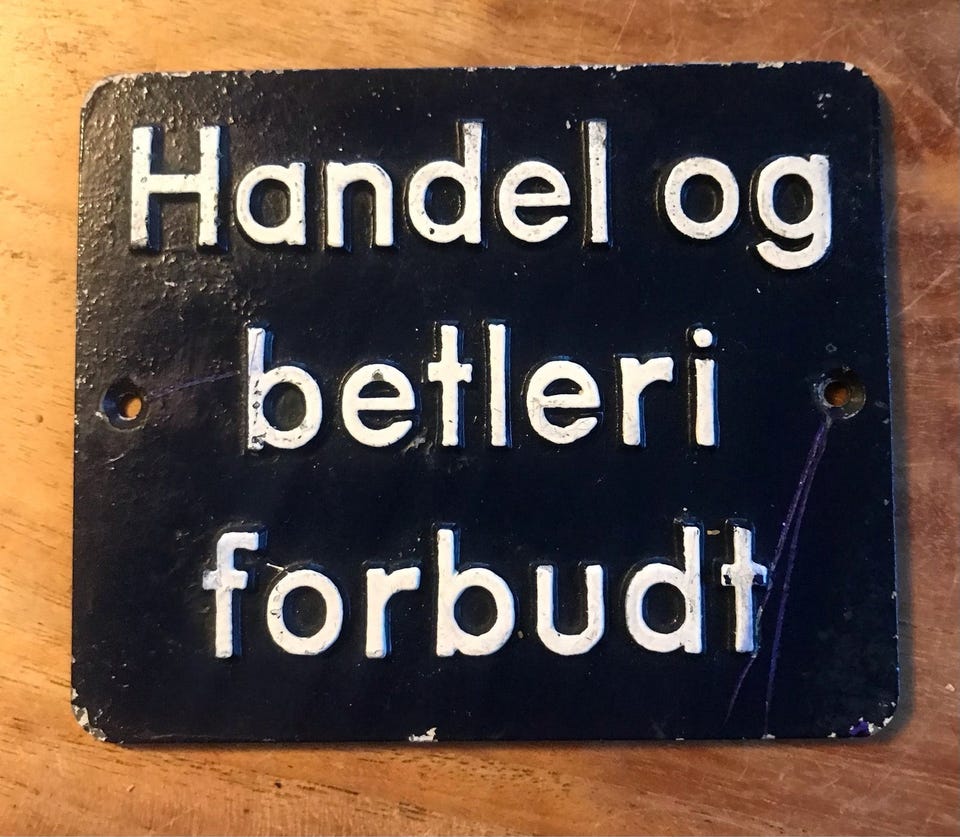 Handel og
betleri
forbudt